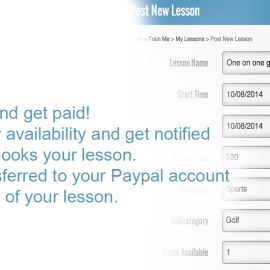 Post New Lesson
> Train Me > My Lessons > Post New Lesson
Lesson Name
One on one g
Start Time
10/08/2014
10/08/2014
nd get paid!
availability and get notified
ooks your lesson.
$20
sferred to your Paypal account
Sports
of your lesson.
Subcategory
Golf
Space Available
1